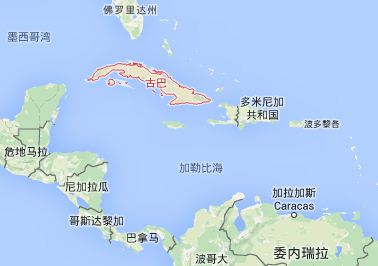 佛罗里达州
墨西哥湾
古巴
多米尼加
共和国
波多黎各
危地马拉
加勒比海
尼加拉瓜
加拉加斯
Caracas
哥斯达黎加
巴拿马
波哥大
委内瑞拉